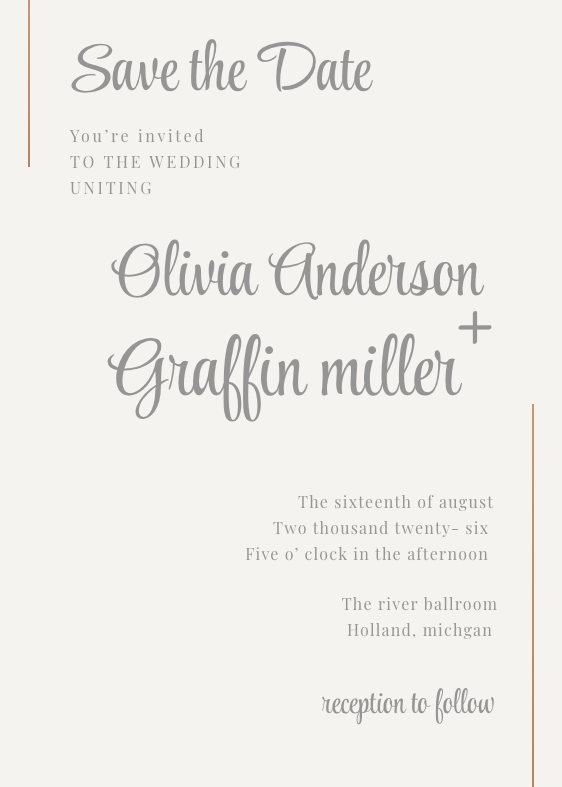 Save the Date
You're invited
TO THE WEDDING
UNITING
Olivia Anderson
+
Graffin miller
The sixteenth of august
Two thousand twenty- six
Five o' clock in the afternoon
The river ballroom
Holland, michgan
reception to follow